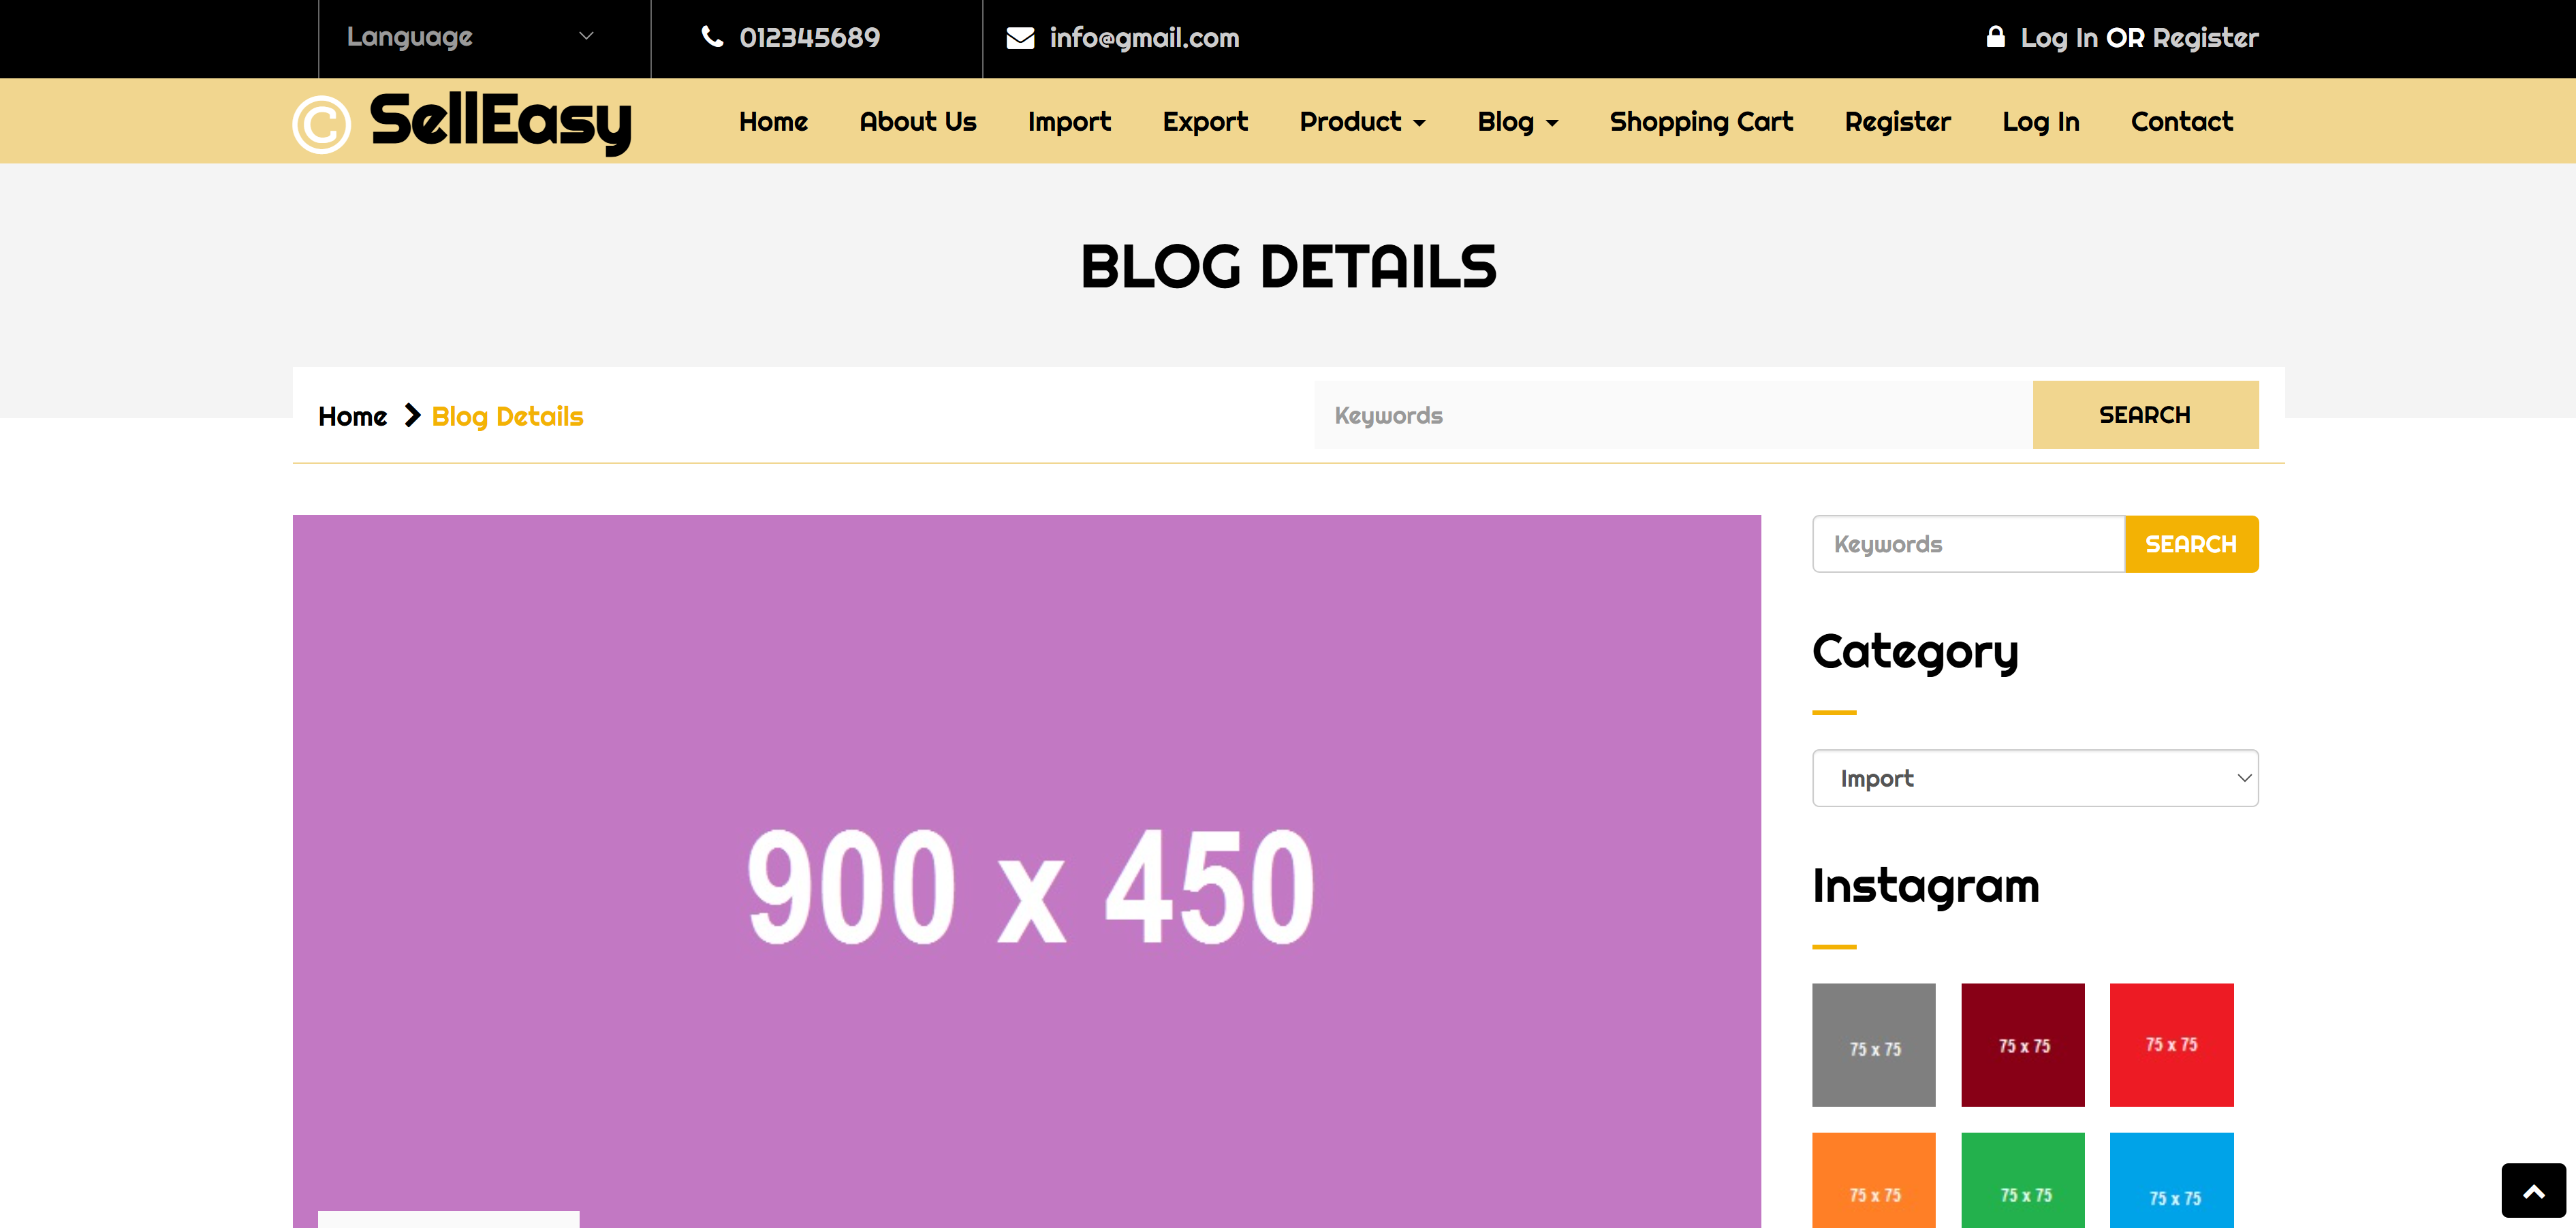 Language
012345689
info@gmail.com
Log In OR Register
© SellEasy
Home About Us Import Export Product Blog Shopping Cart Register Log In Contact
BLOG DETAILS
Home Blog Details
Keywords
SEARCH
900 x 450
Keywords
SEARCH
Category
Import
Instagram
75 x 75
75 x 75
75 x 75
75 x 75
75 x 75
75 x 75